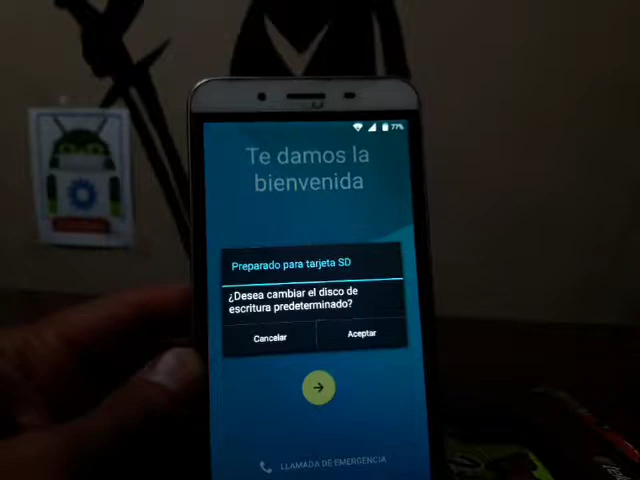 77%
Te damos la
bienvenida
Preparado para tarjeta SD
¿Desea cambiar el disco de
escritura predeterminado?
Cancelar
Aceptar
LLAMADA DE EMERGENCIA